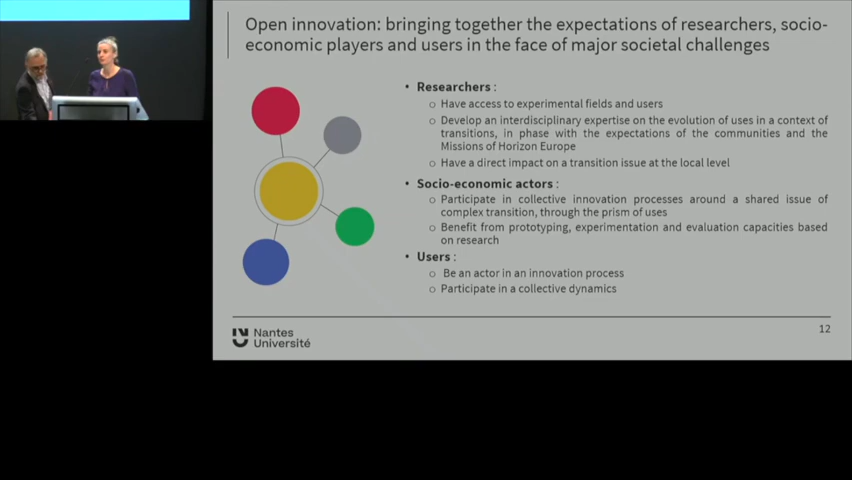 Open innovation: bringing together the expectations of researchers, socio-
economic players and users in the face of major societal challenges
• Researchers :
o Have access to experimental fields and users
o Develop an interdisciplinary expertise on the evolution of uses in a context of
transitions, in phase with the expectations of the communities and the
Missions of Horizon Europe
o Have a direct impact on a transition issue at the local level
• Socio-economic actors :
o Participate in collective innovation processes around a shared issue of
complex transition, through the prism of uses
o Benefit from prototyping, experimentation and evaluation capacities based
on research
• Users :
o Be an actor in an innovation process
o Participate in a collective dynamics
12
Nantes
Université